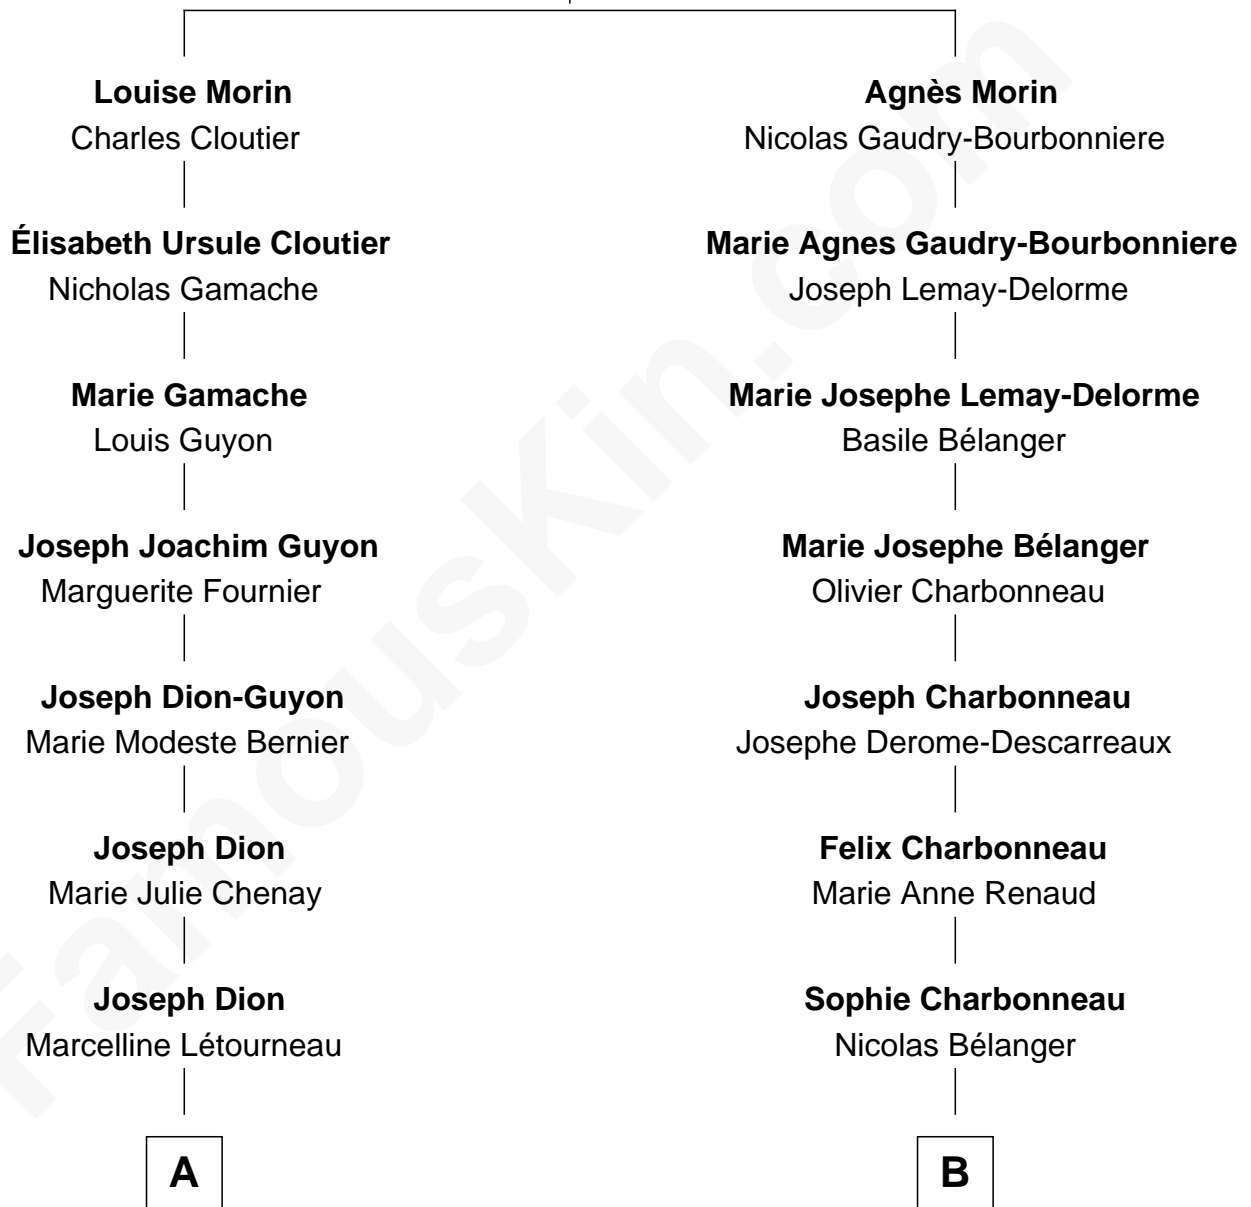 Louise Morin
Charles Cloutier
Élisabeth Ursule Cloutier
Nicholas Gamache
Marie Gamache
Louis Guyon
Joseph Joachim Guyon
Marguerite Fournier
Joseph Dion-Guyon
Marie Modeste Bernier
Joseph Dion
Marie Julie Chenay
Joseph Dion
Marcelline Létourneau
A
Agnès Morin
Nicolas Gaudry-Bourbonniere
Marie Agnes Gaudry-Bourbonniere
Joseph Lemay-Delorme
Marie Josephe Lemay-Delorme
Basile Bélanger
Marie Josephe Bélanger
Olivier Charbonneau
Joseph Charbonneau
Josephe Derome-Descarreaux
Felix Charbonneau
Marie Anne Renaud
Sophie Charbonneau
Nicolas Bélanger
B
FamousKin.com